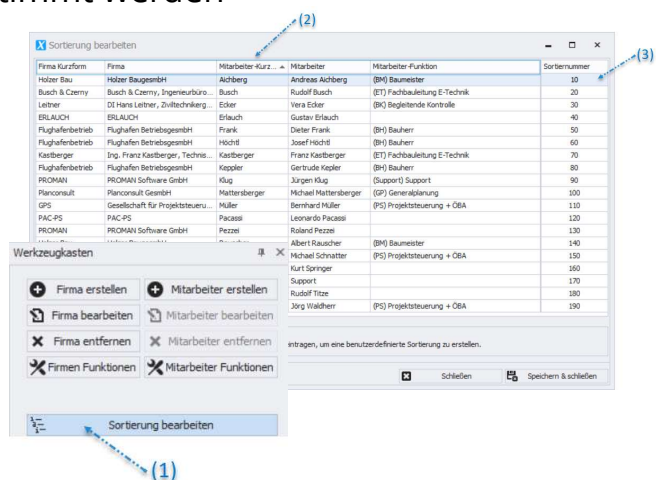 stimmt werden
(2)
Sortierung bearbeiten
(3)
Firma Kurzform Firma Mitarbeiter-Kurz... Mitarbeiter Mitarbeiter-Funktion Sortiernummer
Holzer Bau Holzer BaugesmbH Aichberg Andreas Aichberg (BM) Baumeister 10
Busch & Czerny Busch & Czerny, Ingenieurbüro... Busch Rudolf Busch (ET) Fachbauleitung E-Technik 20
Leitner DI Hans Leitner, Ziviltechnikerg... Ecker Vera Ecker (BK) Begleitende Kontrolle 30
ERLAUCH ERLAUCH Erlauch Gustav Erlauch 40
Flughafenbetrieb Flughafen BetriebsgesmbH Frank Dieter Frank (BH) Bauherr 50
Flughafenbetrieb Flughafen BetriebsgesmbH Höchtl Josef Höchtl (BH) Bauherr 60
Kastberger Ing. Franz Kastberger, Technis... Kastberger Franz Kastberger (ET) Fachbauleitung E-Technik 70
Flughafenbetrieb Flughafen BetriebsgesmbH Keppler Gertrude Kepler (BH) Bauherr 80
PROMAN PROMAN Software GmbH Klug Jürgen Klug (Support) Support 90
Planconsult Planconsult GesmbH Mattersberger Michael Mattersberger (GP) Generalplanung 100
GPS Gesellschaft für Projektsteueru... Müller Bernhard Müller (PS) Projektsteuerung + ÖBA 110
PAC-PS PAC-PS Pacassi Leonardo Pacassi 120
PROMAN PROMAN Software GmbH Pezzei Roland Pezzei 130
Albert Rauscher (BM) Baumeister 140
Michael Schnatter (PS) Projektsteuerung + ÖBA 150
Kurt Springer 160
Support 170
Rudolf Titze 180
Jörg Waldherr (PS) Projektsteuerung + ÖBA 190
eintragen, um eine benutzerdefinierte Sortierung zu erstellen.
Schließen Speichern & schließen
Werkzeugkasten
Firma erstellen Mitarbeiter erstellen
Firma bearbeiten Mitarbeiter bearbeiten
Firma entfernen Mitarbeiter entfernen
Firmen Funktionen Mitarbeiter Funktionen
Sortierung bearbeiten
(1)